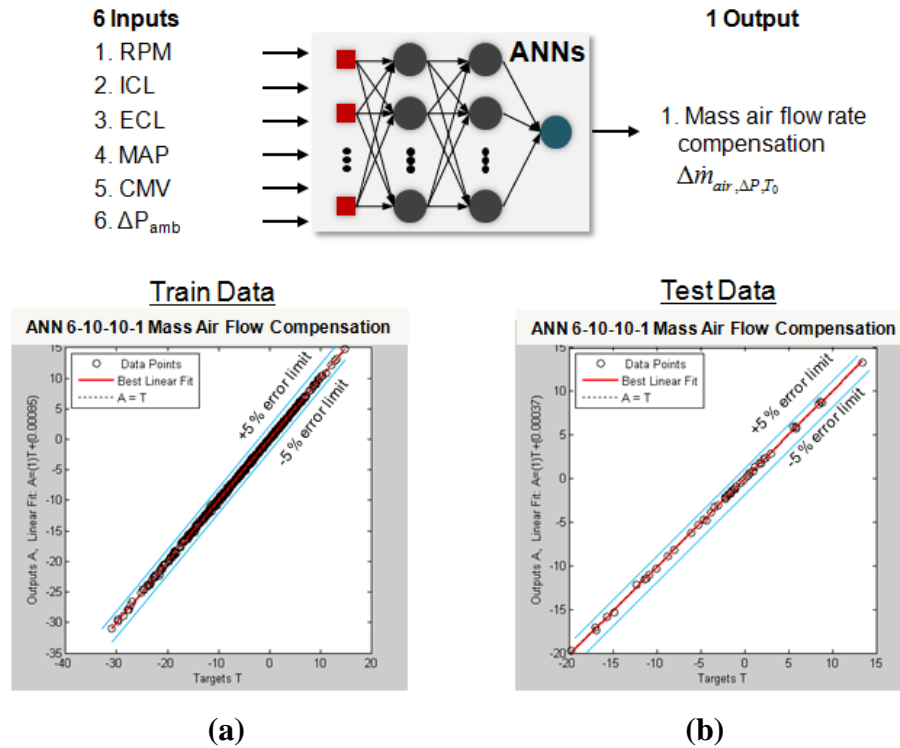 6 Inputs
1 Output
1. RPM
2. ICL
3. ECL
4. MAP
5. CMV
6. ΔP_amb
ANNs
1. Mass air flow rate
compensation
Δṁ_air,ΔP,T₀
Train Data
ANN 6-10-10-1 Mass Air Flow Compensation
15
10
5
0
-5
-10
-15
-20
-25
-30
-35
Outputs A, Linear Fit: A=(1)T+(0.00085)
Data Points
Best Linear Fit
A = T
+5 % error limit
-5 % error limit
-40
-30
-20
-10
0
10
20
Targets T
(a)
Test Data
ANN 6-10-10-1 Mass Air Flow Compensation
15
10
5
0
-5
-10
-15
-20
Outputs A, Linear Fit: A=(1)T+(0.00037)
Data Points
Best Linear Fit
A = T
+5 % error limit
-5 % error limit
-20
-15
-10
-5
0
5
10
15
Targets T
(b)